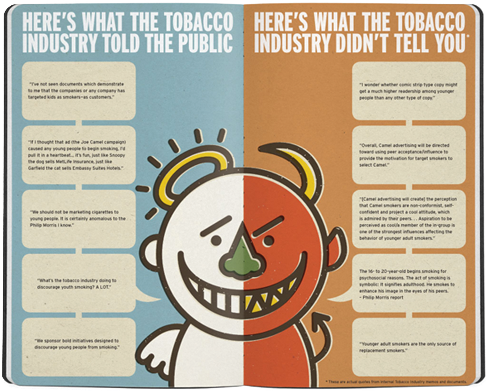 HERE'S WHAT THE TOBACCO
INDUSTRY TOLD THE PUBLIC
"I've not seen documents which demonstrate
to me that the companies or any company has
targeted kids as smokers-as customers."
"If I thought that ad (the Joe Camel campaign)
caused any young people to begin smoking, I'd
put it in a heartbeat... it's fun, just like Snoopy
the dog sells MetLife Insurance, just like
Garfield the cat sells Embassy Suites Hotels."
"We should not be marketing cigarettes to
young people. It is certainly anomalous to the
Philip Morris I know."
"What's the tobacco industry doing to
discourage youth smoking? A LOT."
"We sponsor bold initiatives designed to
discourage young people from smoking."
HERE'S WHAT THE TOBACCO
INDUSTRY DIDN'T TELL YOU*
"I wonder whether comic strip type copy might
get a much higher readership among younger
people than any other type of copy."
"Overall, Camel advertising will be directed
toward using peer acceptance/influence to
provide the motivation for target smokers to
select Camel."
"[Camel advertising will create] the perception
that Camel smokers are non-conformist, self-
confident and project a cool attitude, which
is admired by their peers... Aspiration to be
perceived as cool/a member of the in-group is
one of the strongest influences affecting the
behavior of younger adult smokers."
The 16- to 20-year-old begins smoking for
psychosocial reasons. The act of smoking is
symbolic: it signifies adulthood. He smokes to
enhance his image in the eyes of his peers.
- Philip Morris report
"Younger adult smokers are the only source of
replacement smokers."
* These are actual quotes from internal Tobacco Industry memos and documents.